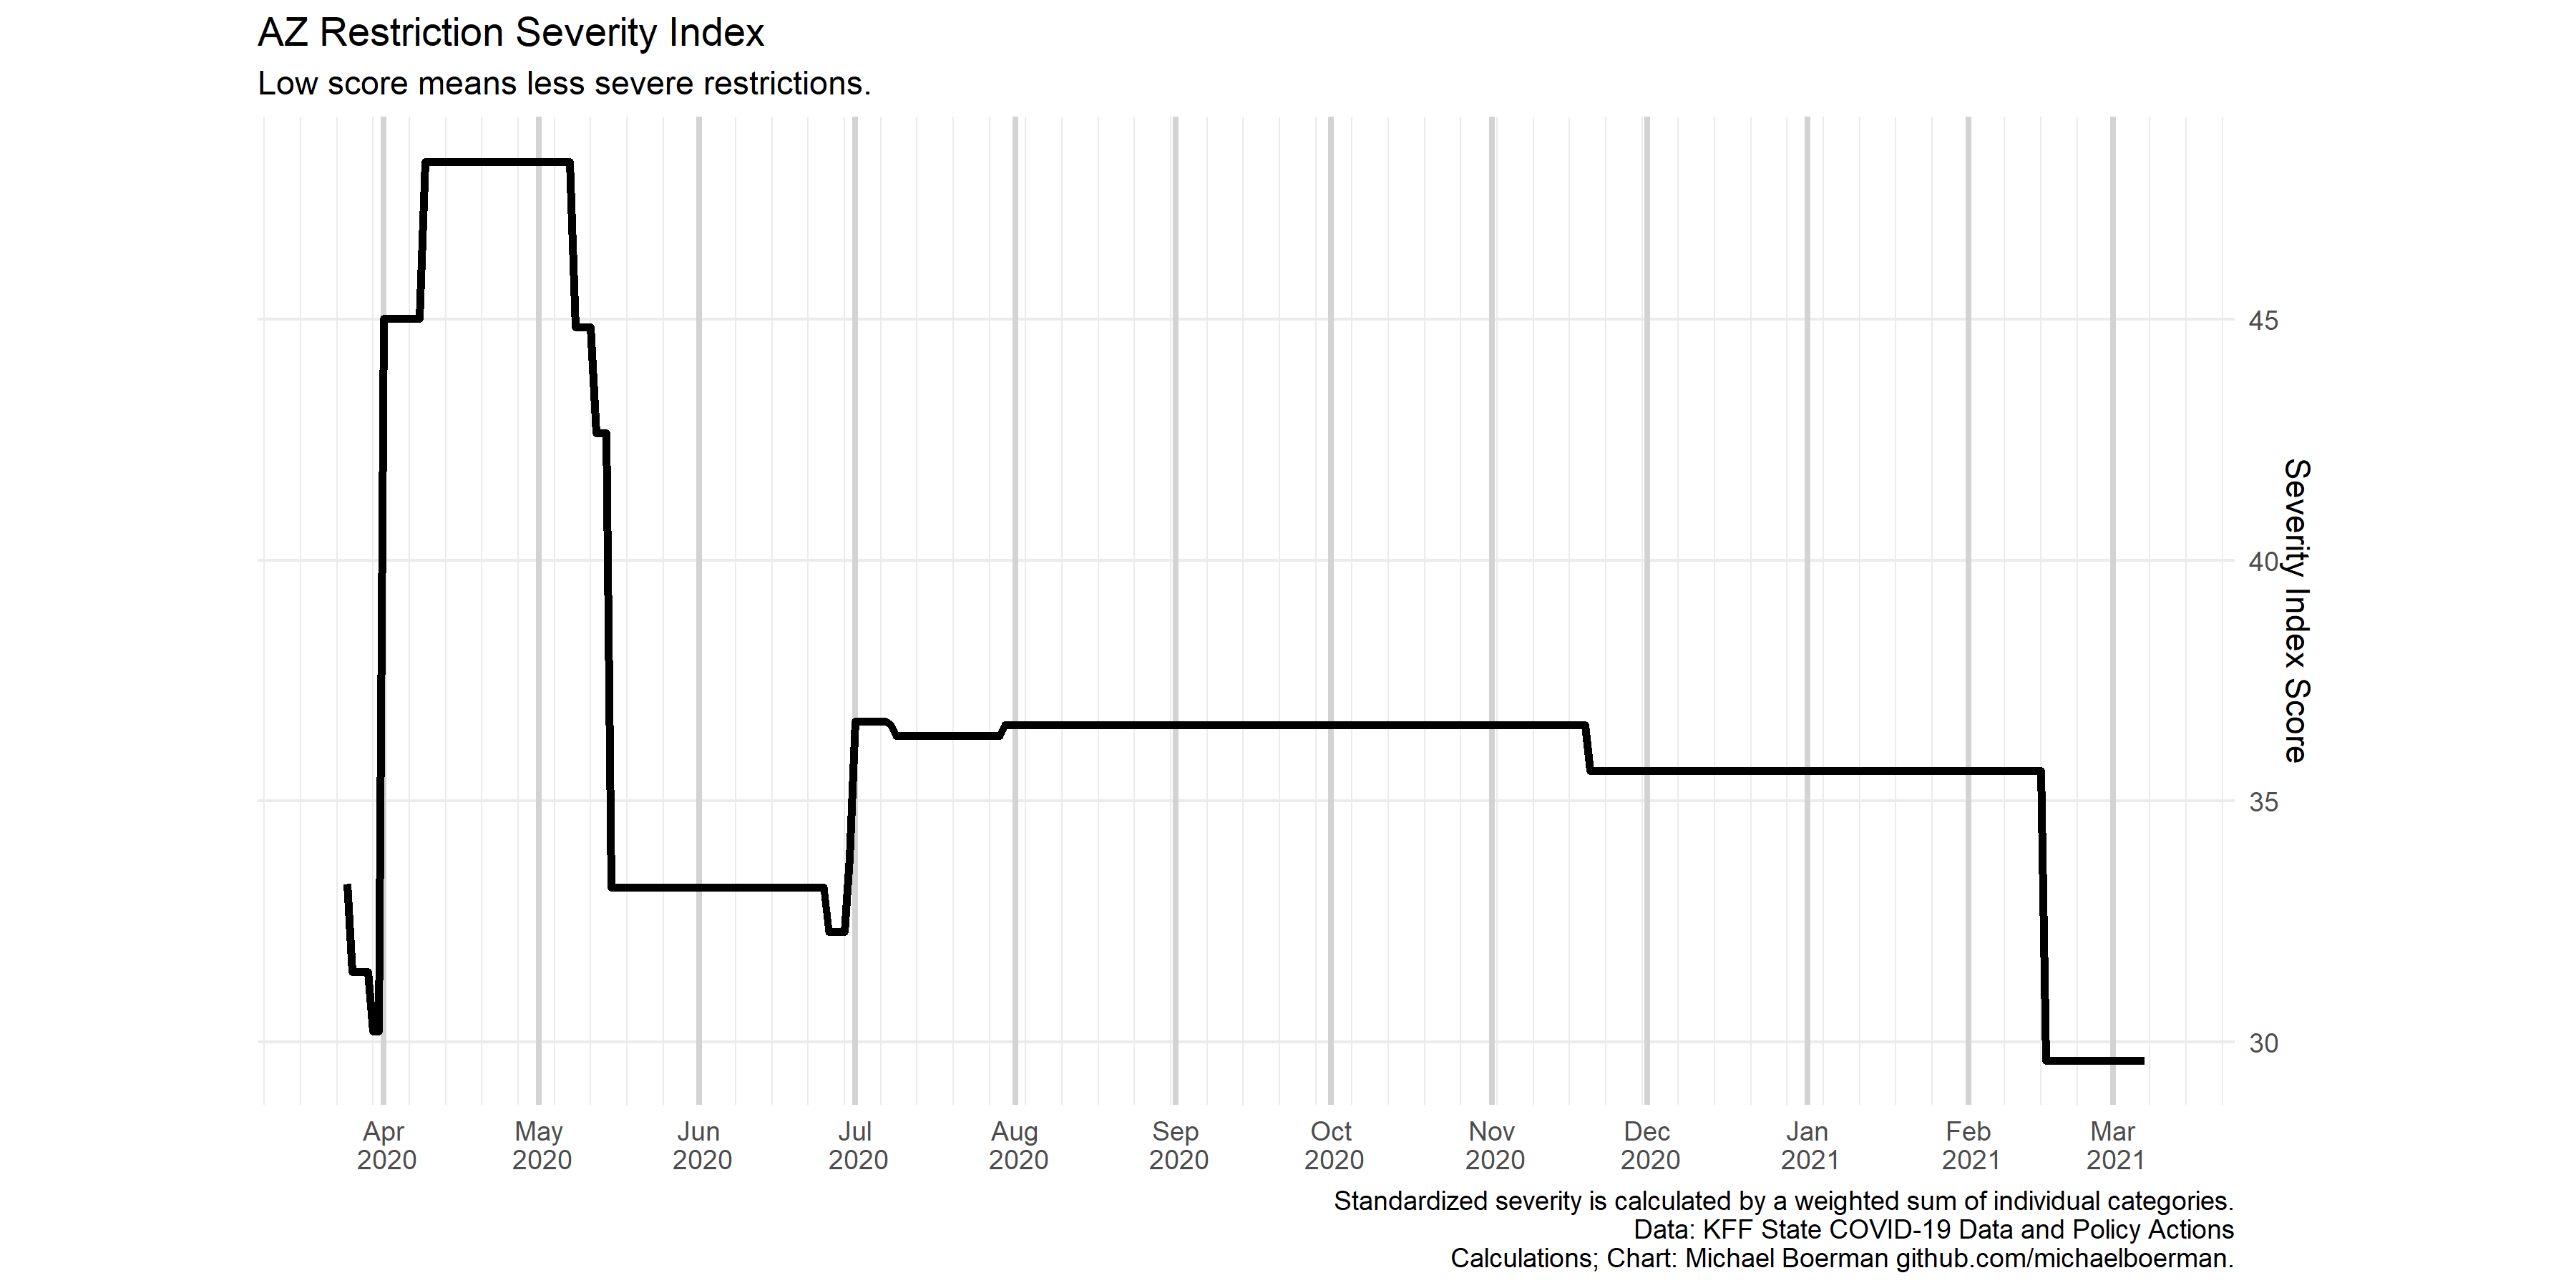 AZ Restriction Severity Index
Low score means less severe restrictions.
45
40
35
30
Severity Index Score
Apr
2020
May
2020
Jun
2020
Jul
2020
Aug
2020
Sep
2020
Oct
2020
Nov
2020
Dec
2020
Jan
2021
Feb
2021
Mar
2021
Standardized severity is calculated by a weighted sum of individual categories.
Data: KFF State COVID-19 Data and Policy Actions
Calculations; Chart: Michael Boerman github.com/michaelboerman.